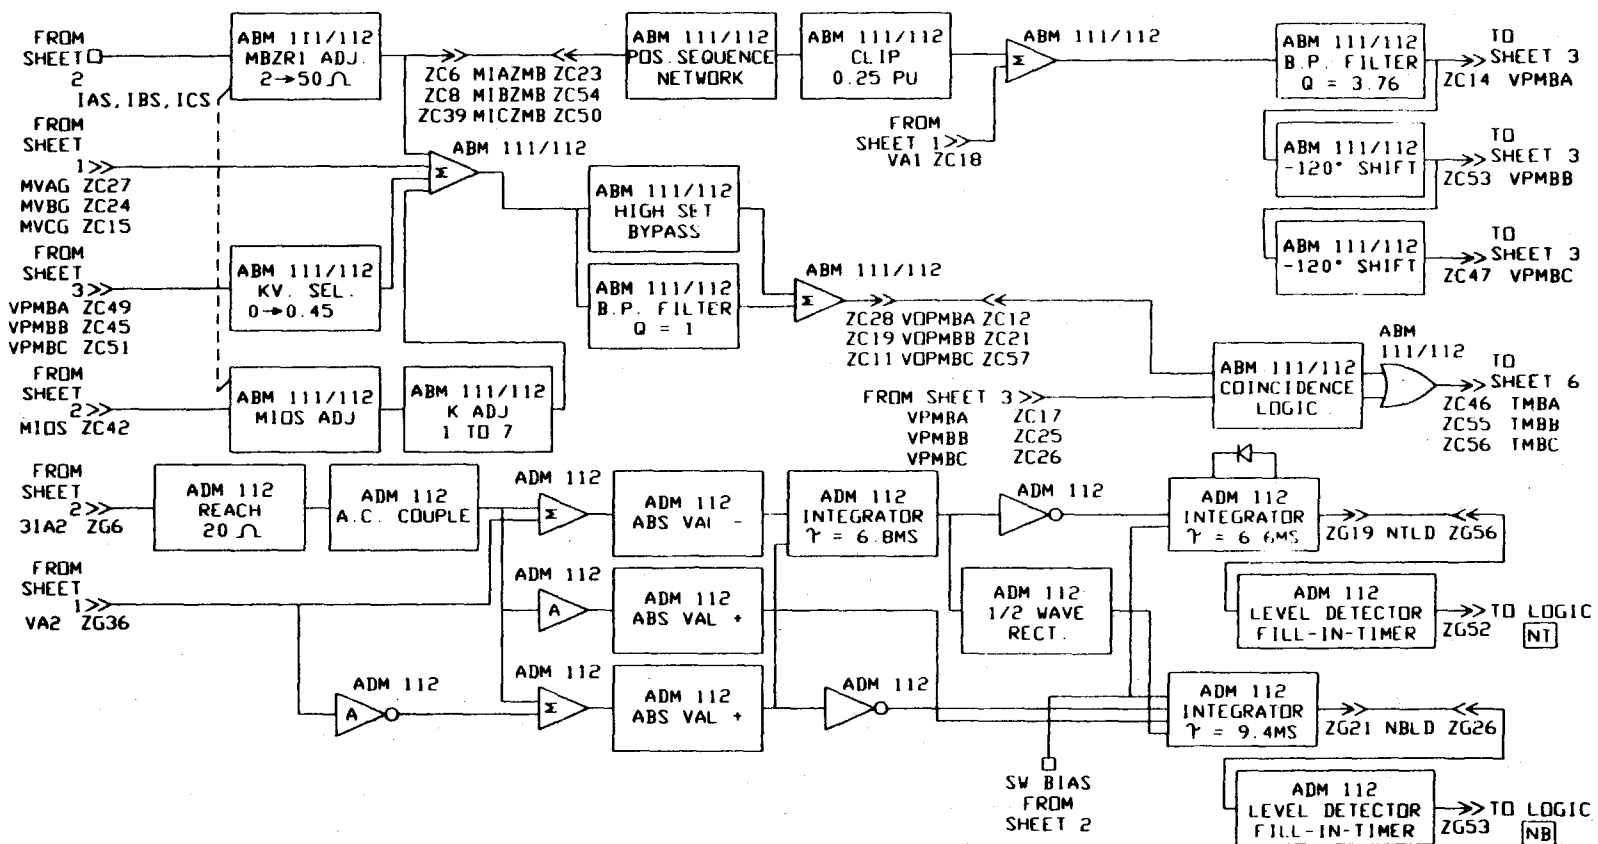 FROM
SHEET
2
IAS, IBS, ICS
ABM 111/112
MBZR1 ADJ.
2→50 Ω
ZC6 MIAZMB ZC23
ZC8 MIBZMB ZC54
ZC39 MICZMB ZC50
ABM 111/112
POS. SEQUENCE
NETWORK
ABM 111/112
CLIP
0.25 PU
ABM 111/112
Σ
FROM
SHEET 1
VA1 ZC18
ABM 111/112
B.P. FILTER
Q = 3.76
TO
SHEET 3
ZC14 VPMBA
ABM 111/112
-120° SHIFT
TO
SHEET 3
ZC53 VPMBB
ABM 111/112
-120° SHIFT
TO
SHEET 3
ZC47 VPMBC
FROM
SHEET
1
MVAG ZC27
MVBG ZC24
MVCG ZC15
ABM 111/112
Σ
ABM 111/112
HIGH SET
BYPASS
FROM
SHEET
3
VPMBA ZC49
VPMBB ZC45
VPMBC ZC51
ABM 111/112
KV. SEL.
0→0.45
ABM 111/112
B.P. FILTER
Q = 1
ABM 111/112
Σ
ZC28 VOPMBA ZC12
ZC19 VOPMBB ZC21
ZC11 VOPMBC ZC57
FROM
SHEET
2
MIOS ZC42
ABM 111/112
MIOS ADJ
ABM 111/112
K ADJ
1 TO 7
FROM SHEET 3
VPMBA ZC17
VPMBB ZC25
VPMBC ZC26
ABM 111/112
COINCIDENCE
LOGIC
ABM
111/112
TO
SHEET 6
ZC46 TMBA
ZC55 TMBB
ZC56 TMBC
FROM
SHEET
2
3IA2 ZG6
ADM 112
REACH
20 Ω
ADM 112
A.C. COUPLE
ADM 112
Σ
ADM 112
ABS VAL -
ADM 112
INTEGRATOR
τ = 6.8MS
ADM 112
ADM 112
INTEGRATOR
τ = 6.6MS
ZG19 NTLD ZG56
FROM
SHEET
1
VA2 ZG36
ADM 112
A
ADM 112
ABS VAL +
ADM 112
1/2 WAVE
RECT.
ADM 112
LEVEL DETECTOR
FILL-IN-TIMER
TO LOGIC
ZG52 NT
ADM 112
A
ADM 112
Σ
ADM 112
ABS VAL +
ADM 112
ADM 112
INTEGRATOR
τ = 9.4MS
ZG21 NBLD ZG26
SW BIAS
FROM
SHEET 2
ADM 112
LEVEL DETECTOR
FILL-IN-TIMER
TO LOGIC
ZG53 NB